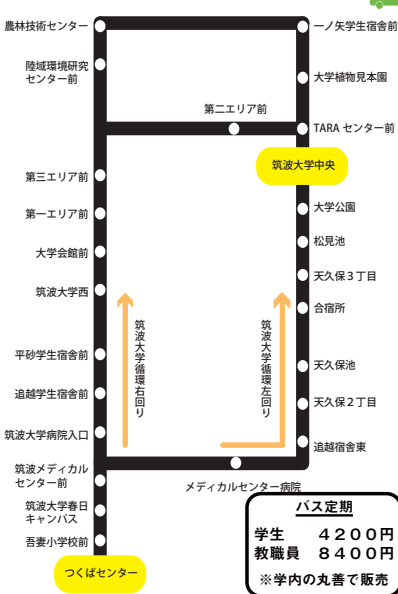 農林技術センター
陸域環境研究
センター前
第三エリア前
第一エリア前
大学会館前
筑波大学西
平砂学生宿舎前
追越学生宿舎前
筑波大学病院入口
筑波メディカル
センター前
筑波大学春日
キャンパス
吾妻小学校前
つくばセンター
第二エリア前
筑波大学循環右回り
筑波大学循環左回り
メディカルセンター病院
一ノ矢学生宿舎前
大学植物見本園
TARA センター前
筑波大学中央
大学公園
松見池
天久保3丁目
合宿所
天久保池
天久保2丁目
追越宿舎東
バス定期
学生 4200円
教職員 8400円
※学内の丸善で販売